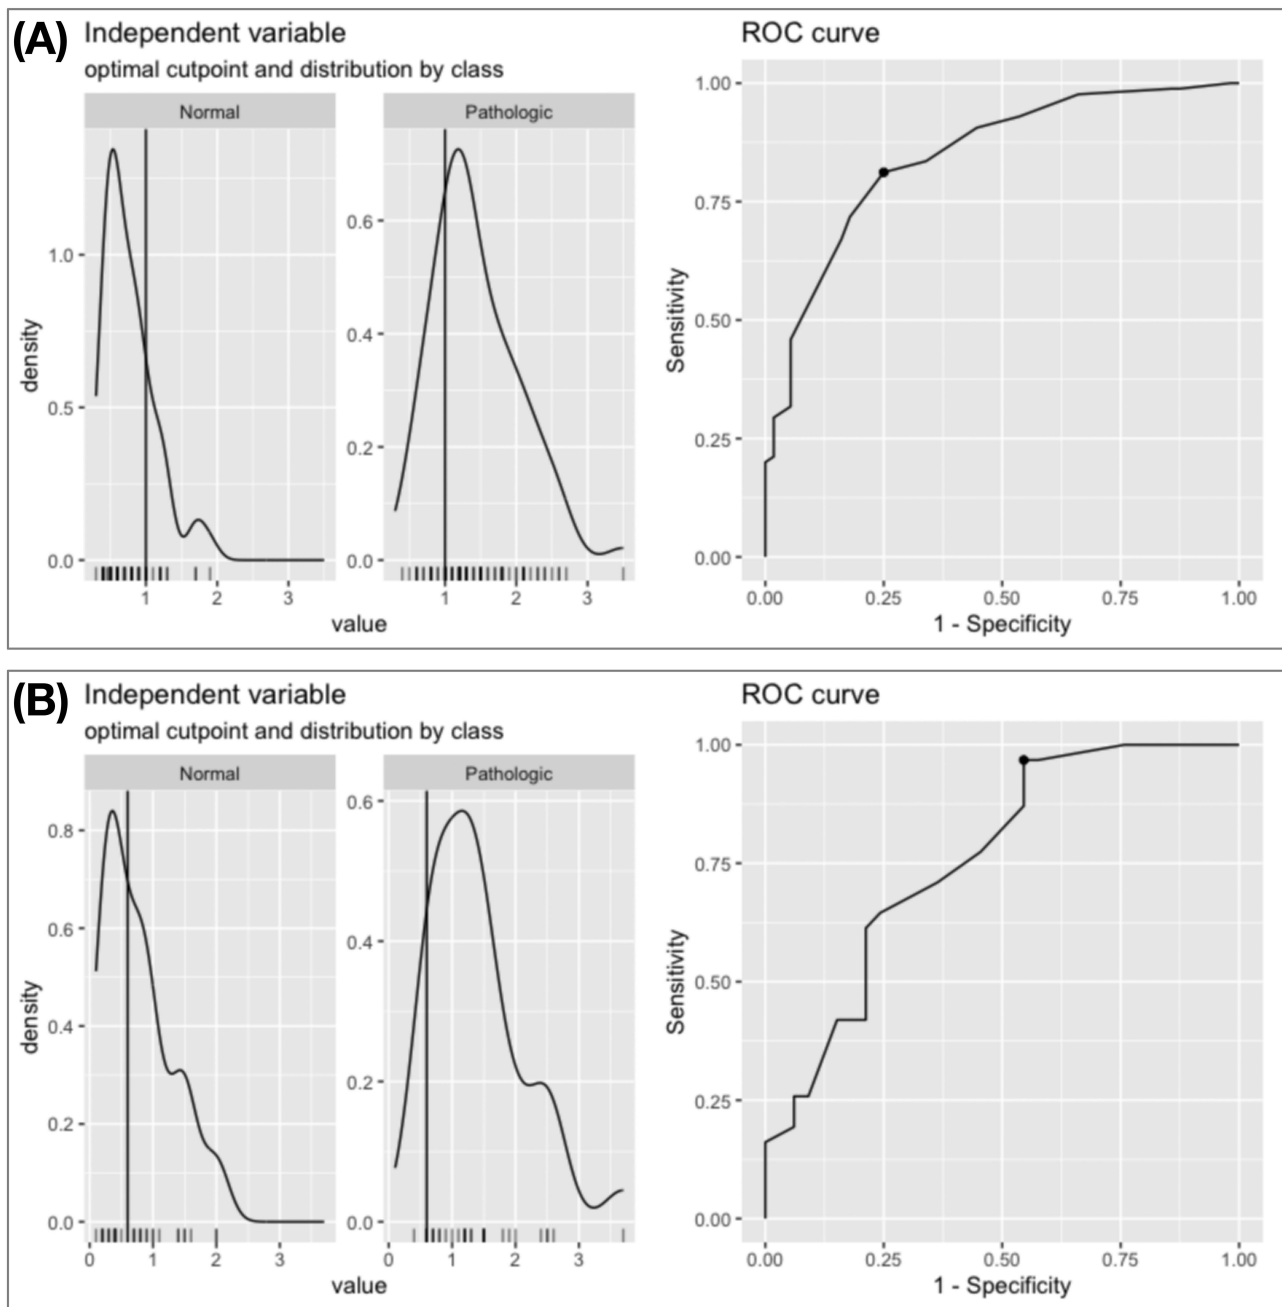 (A)
Independent variable
optimal cutpoint and distribution by class
Normal
Pathologic
density
1.0
0.5
0.0
0.6
0.4
0.2
0.0
1 2 3
1 2 3
value
ROC curve
Sensitivity
1.00
0.75
0.50
0.25
0.00
0.00 0.25 0.50 0.75 1.00
1 - Specificity
(B)
Independent variable
optimal cutpoint and distribution by class
Normal
Pathologic
density
0.8
0.6
0.4
0.2
0.0
0.6
0.4
0.2
0.0
0 1 2 3
0 1 2 3
value
ROC curve
Sensitivity
1.00
0.75
0.50
0.25
0.00
0.00 0.25 0.50 0.75 1.00
1 - Specificity